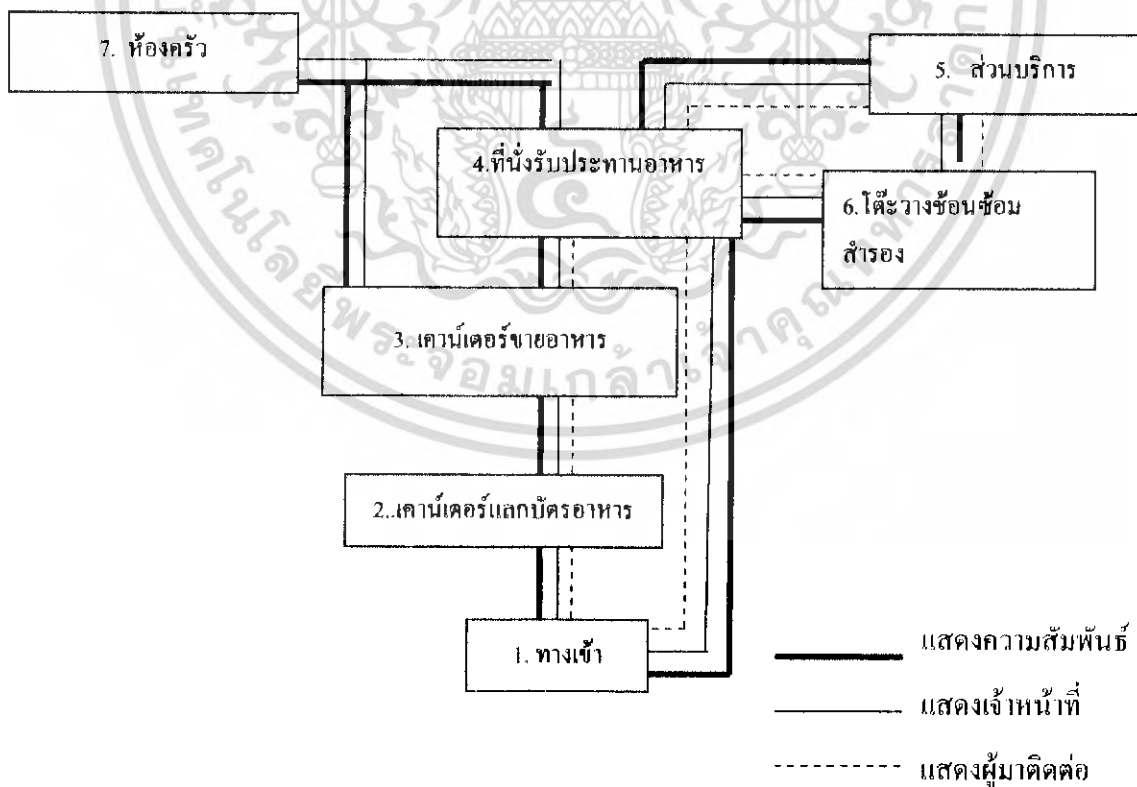 7. ห้องครัว
5. ส่วนบริการ
4.ที่นั่งรับประทานอาหาร
6.โต๊ะวางช้อนซ้อม
สำรอง
3. เคาน์เตอร์ขายอาหาร
2..เคาน์เตอร์แลกบัตรอาหาร
1. ทางเข้า
แสดงความสัมพันธ์
แสดงเจ้าหน้าที่
แสดงผู้มาติดต่อ